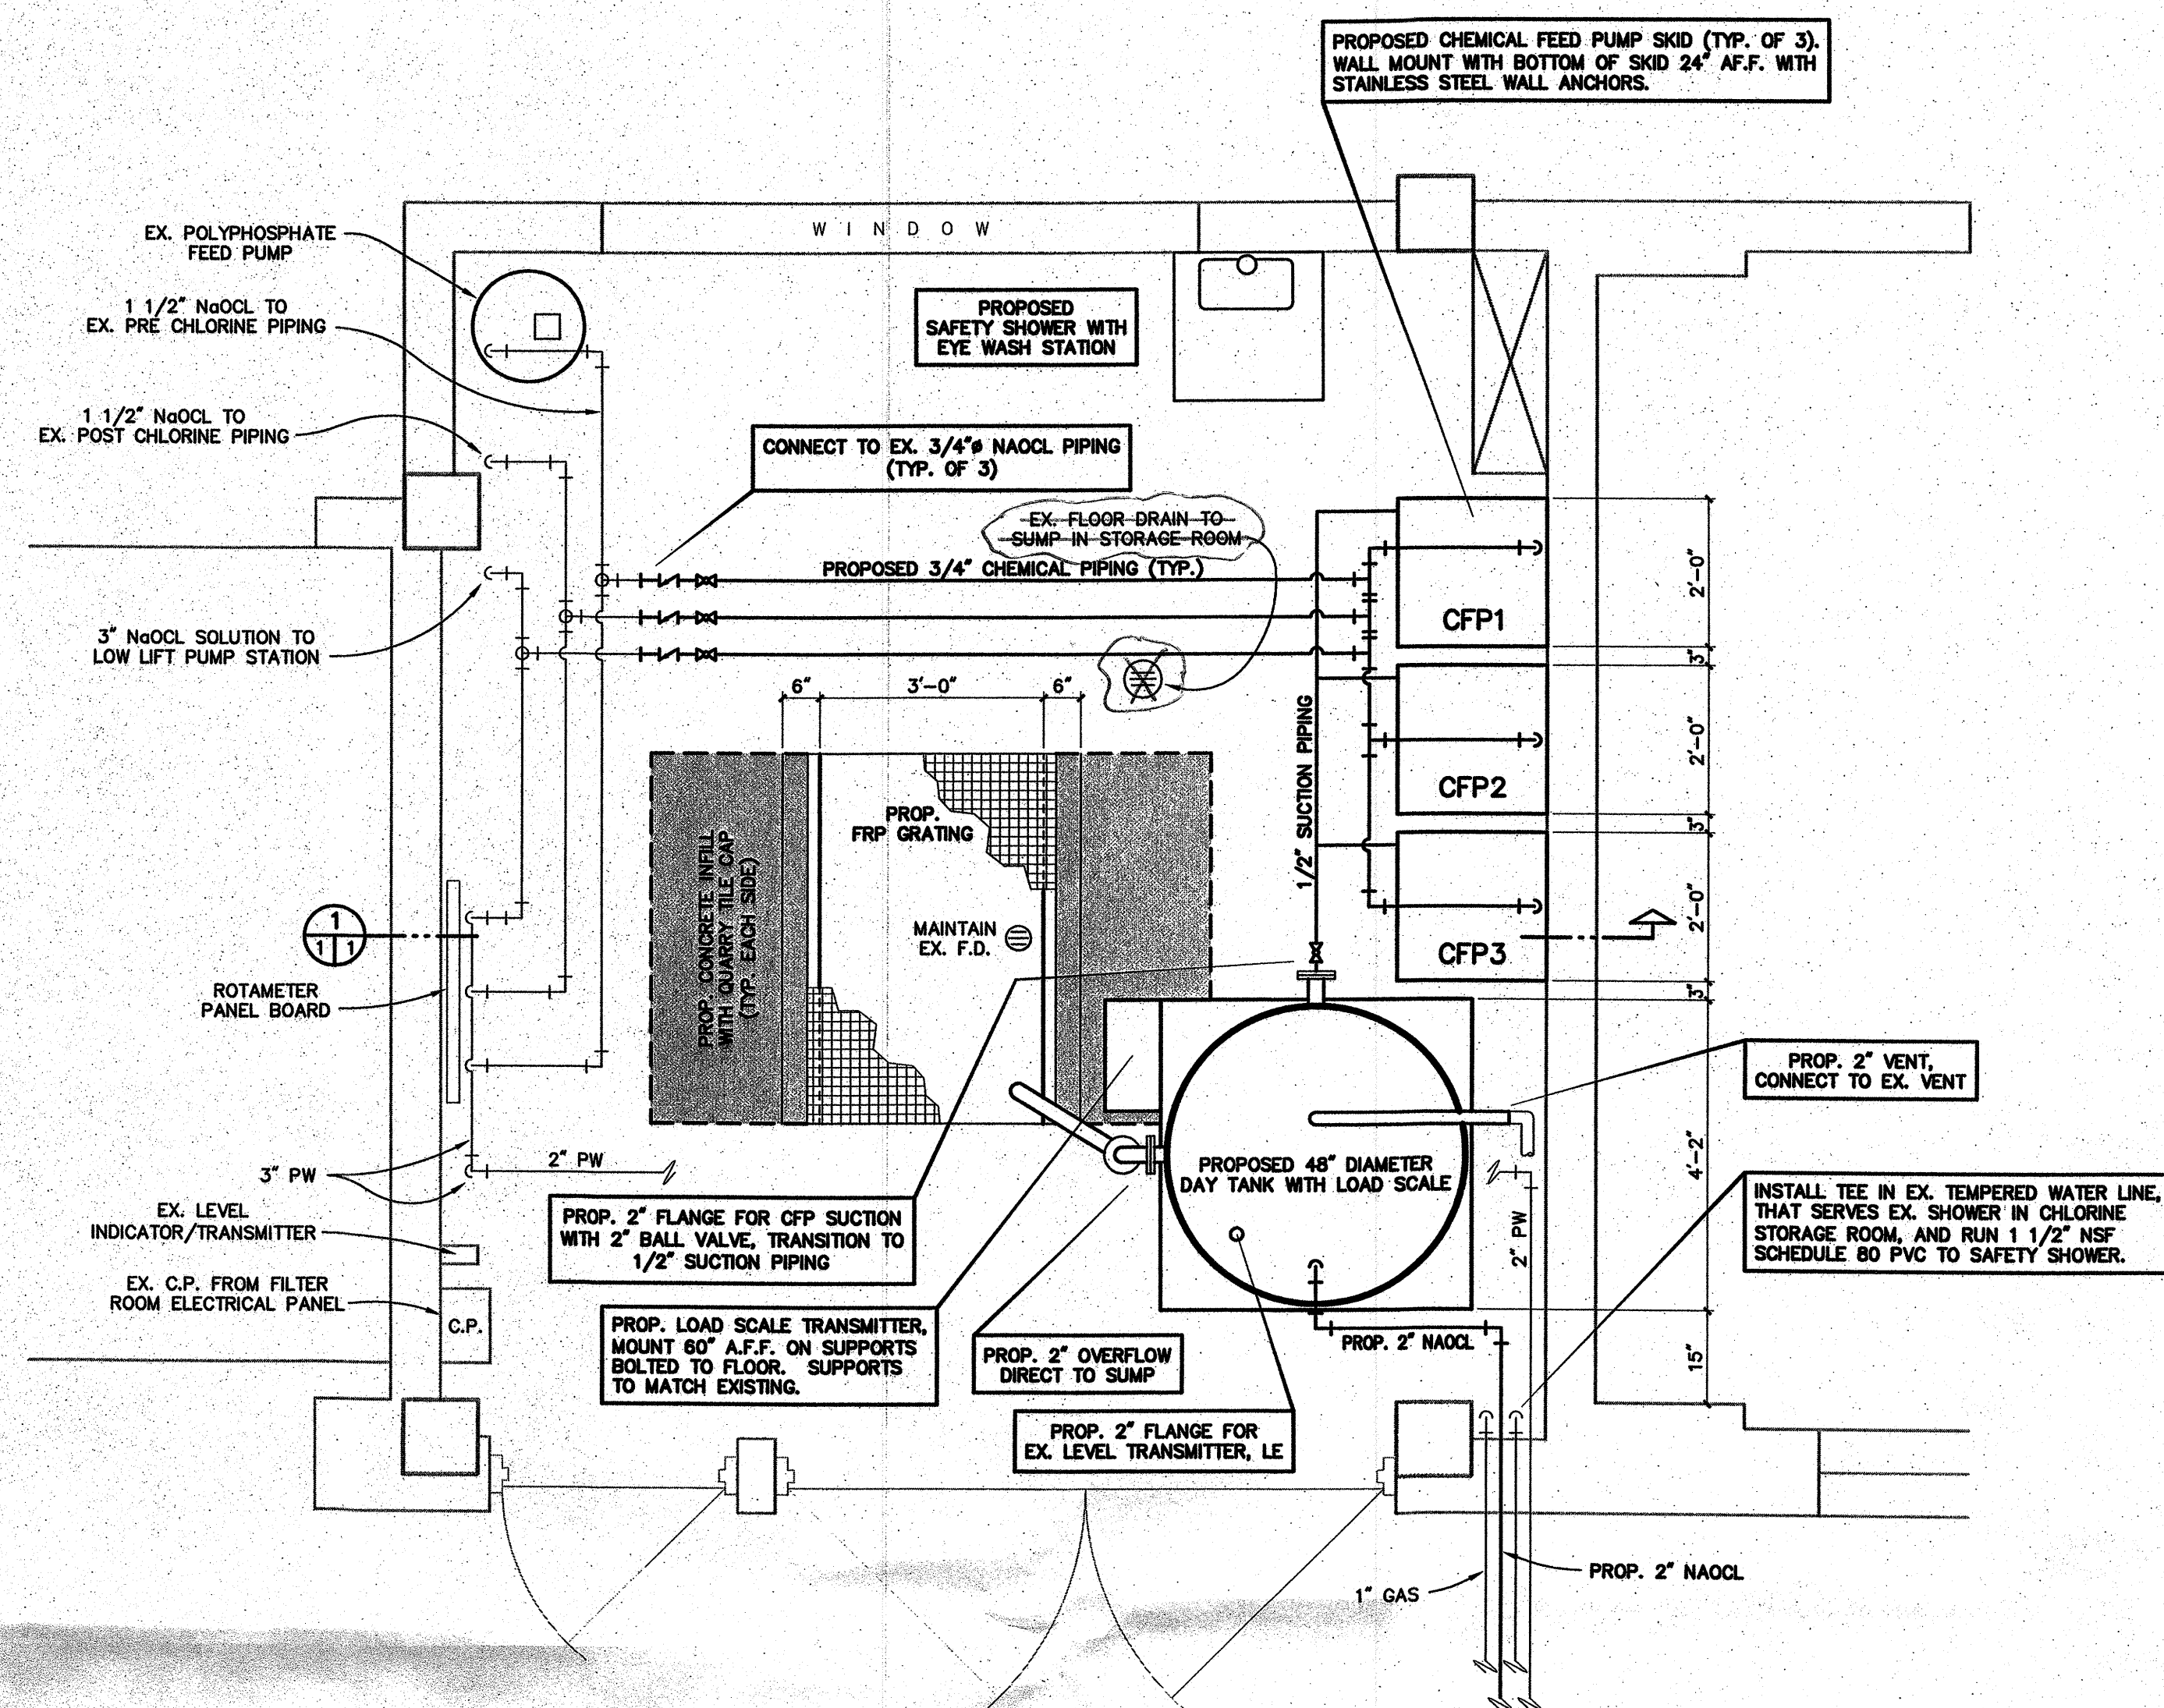 PROPOSED CHEMICAL FEED PUMP SKID (TYP. OF 3).
WALL MOUNT WITH BOTTOM OF SKID 24" AF.F. WITH
STAINLESS STEEL WALL ANCHORS.
WINDOW
EX. POLYPHOSPHATE
FEED PUMP
1 1/2" NaOCL TO
EX. PRE CHLORINE PIPING
PROPOSED
SAFETY SHOWER WITH
EYE WASH STATION
1 1/2" NaOCL TO
EX. POST CHLORINE PIPING
CONNECT TO EX. 3/4"ø NAOCL PIPING
(TYP. OF 3)
EX. FLOOR DRAIN TO
SUMP IN STORAGE ROOM
PROPOSED 3/4" CHEMICAL PIPING (TYP.)
3" NaOCL SOLUTION TO
LOW LIFT PUMP STATION
CFP1
2'-0"
3"
6"
3'-0"
6"
1/2" SUCTION PIPING
CFP2
2'-0"
3"
PROP.
FRP GRATING
PROP. CONCRETE INFILL
WITH QUARRY TILE CAP
(TYP. EACH SIDE)
MAINTAIN
EX. F.D.
CFP3
2'-0"
3"
1
1
1
ROTAMETER
PANEL BOARD
PROP. 2" VENT,
CONNECT TO EX. VENT
3" PW
2" PW
PROPOSED 48" DIAMETER
DAY TANK WITH LOAD SCALE
4'-2"
2" PW
INSTALL TEE IN EX. TEMPERED WATER LINE,
THAT SERVES EX. SHOWER IN CHLORINE
STORAGE ROOM, AND RUN 1 1/2" NSF
SCHEDULE 80 PVC TO SAFETY SHOWER.
EX. LEVEL
INDICATOR/TRANSMITTER
PROP. 2" FLANGE FOR CFP SUCTION
WITH 2" BALL VALVE, TRANSITION TO
1/2" SUCTION PIPING
EX. C.P. FROM FILTER
ROOM ELECTRICAL PANEL
C.P.
PROP. LOAD SCALE TRANSMITTER,
MOUNT 60" A.F.F. ON SUPPORTS
BOLTED TO FLOOR. SUPPORTS
TO MATCH EXISTING.
PROP. 2" OVERFLOW
DIRECT TO SUMP
PROP. 2" NAOCL
15"
PROP. 2" FLANGE FOR
EX. LEVEL TRANSMITTER, LE
1" GAS
PROP. 2" NAOCL